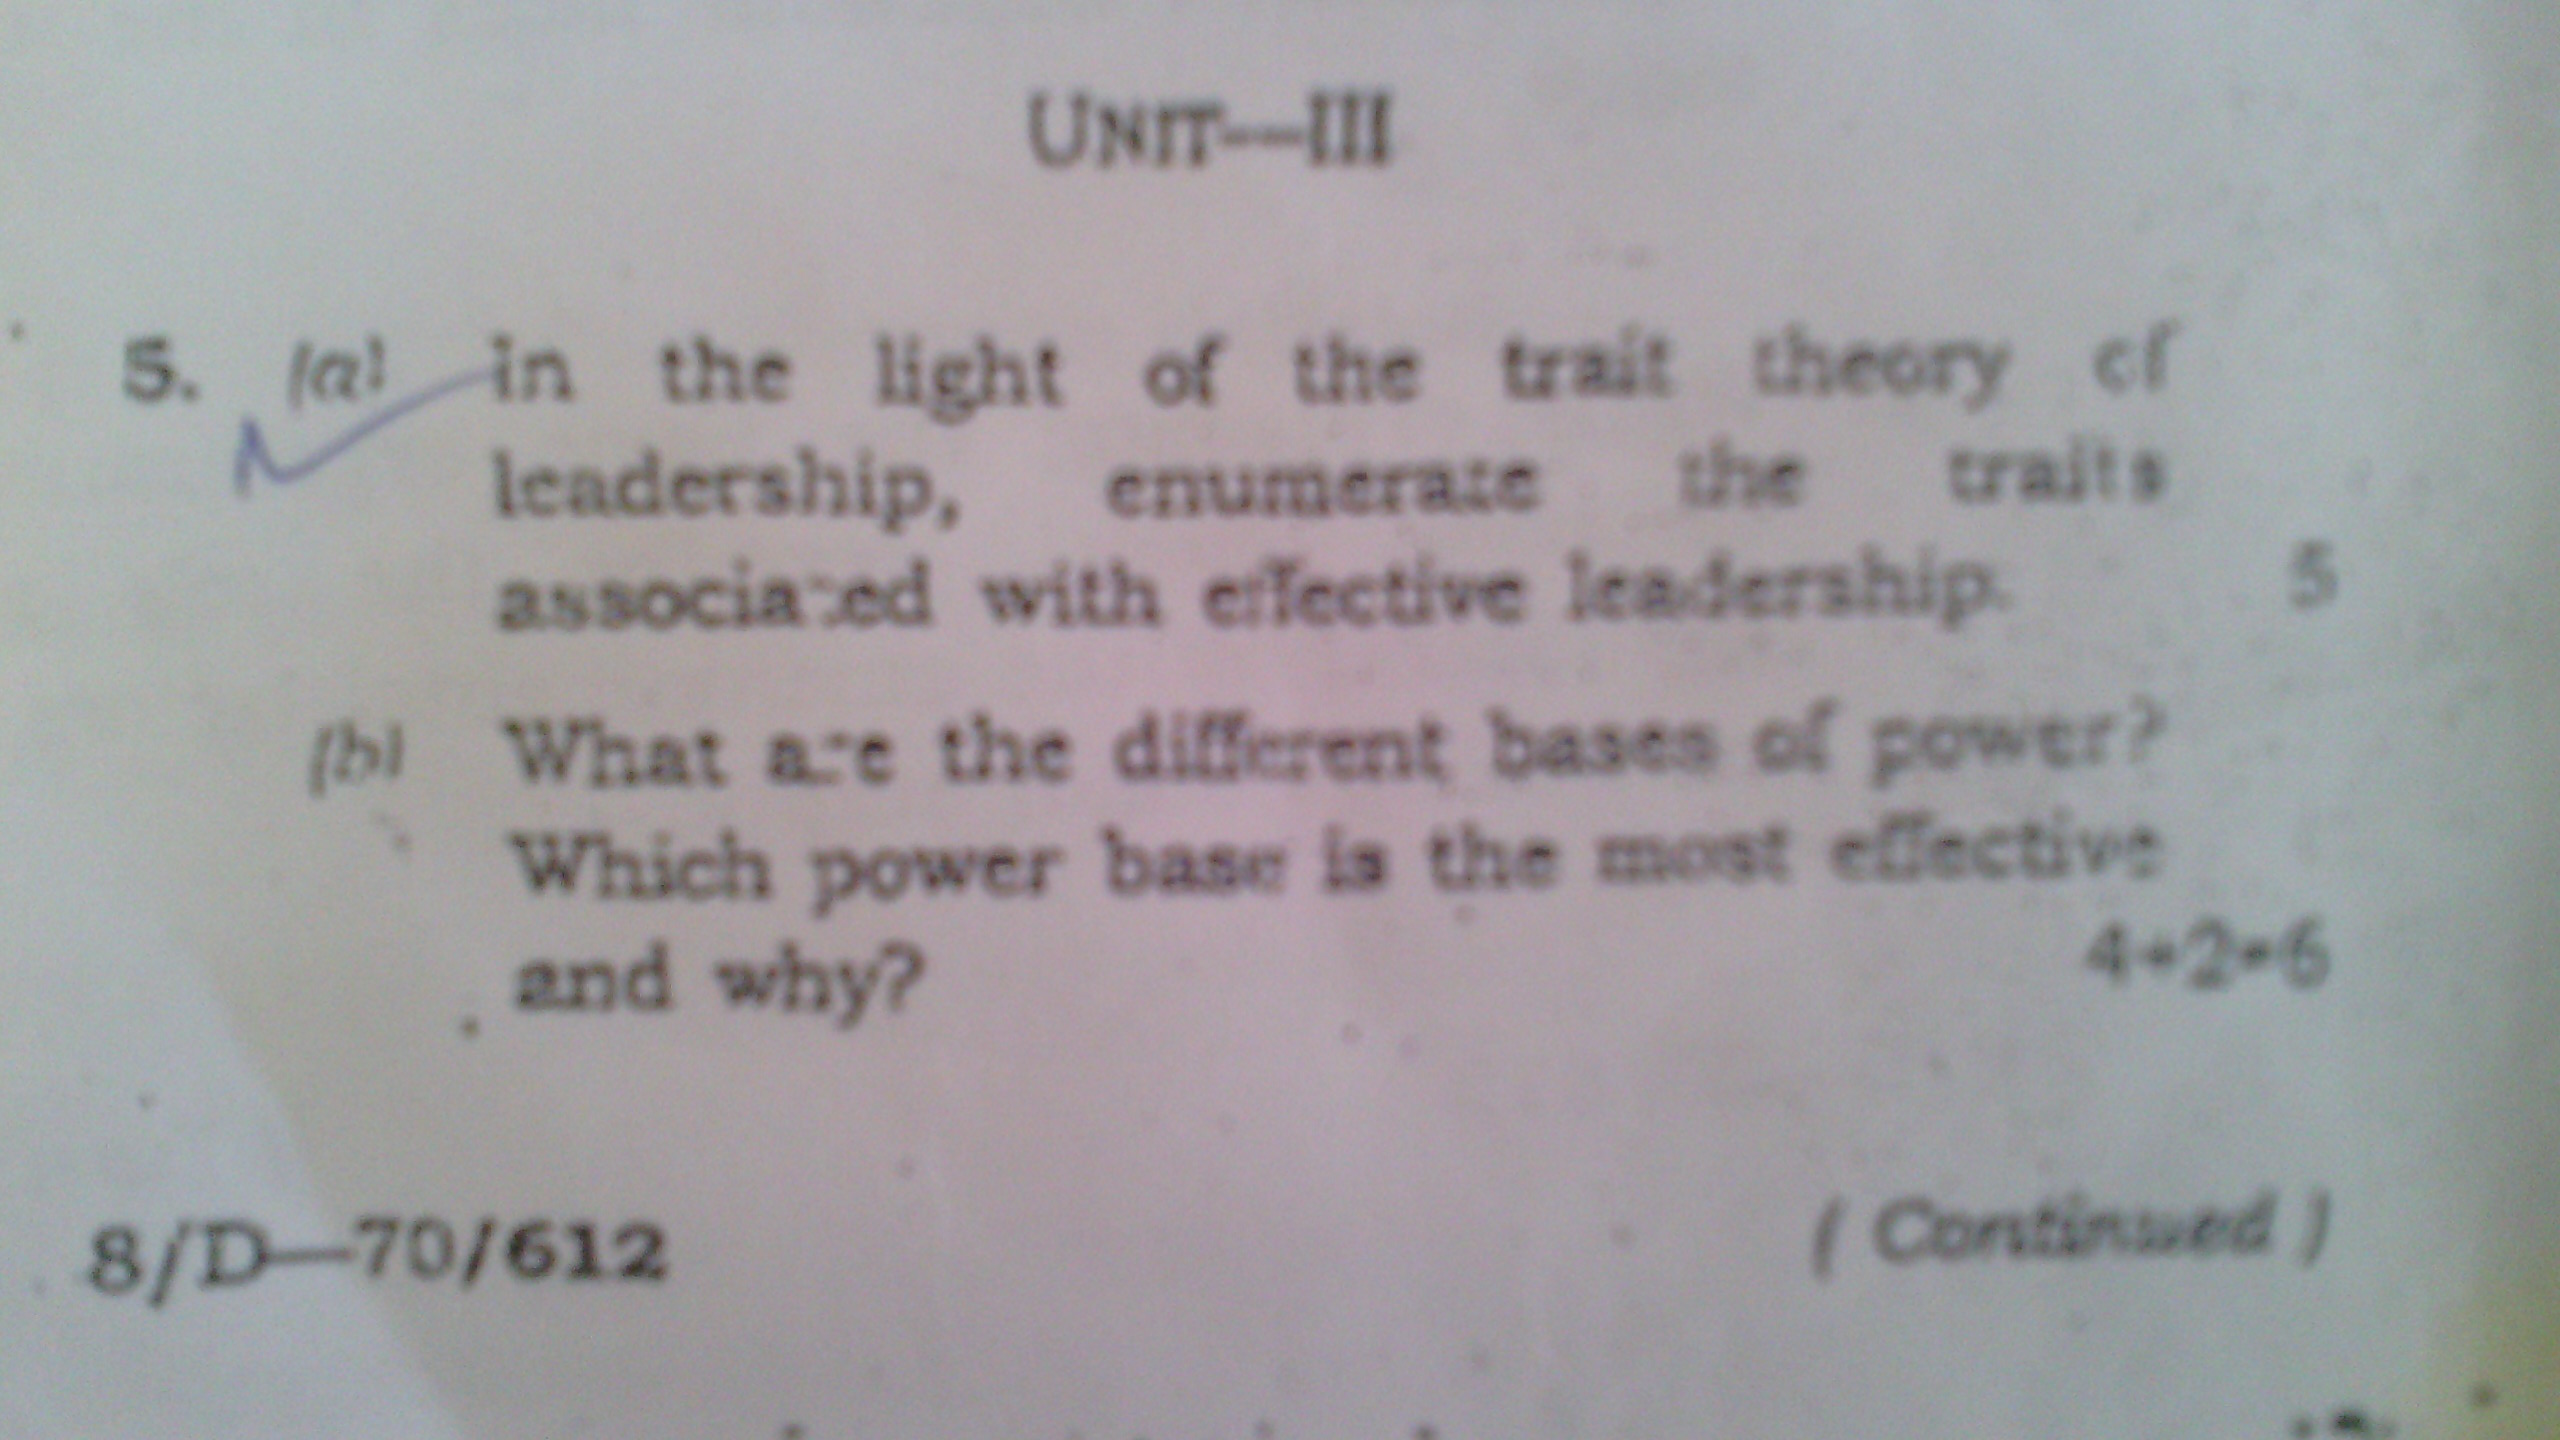 UNIT—III
5. (a) In the light of the trait theory of
leadership, enumerate the traits
associated with effective leadership. 5
(b) What are the different bases of power?
Which power base is the most effective
and why? 4+2=6
8/D—70/612 ( Continued )